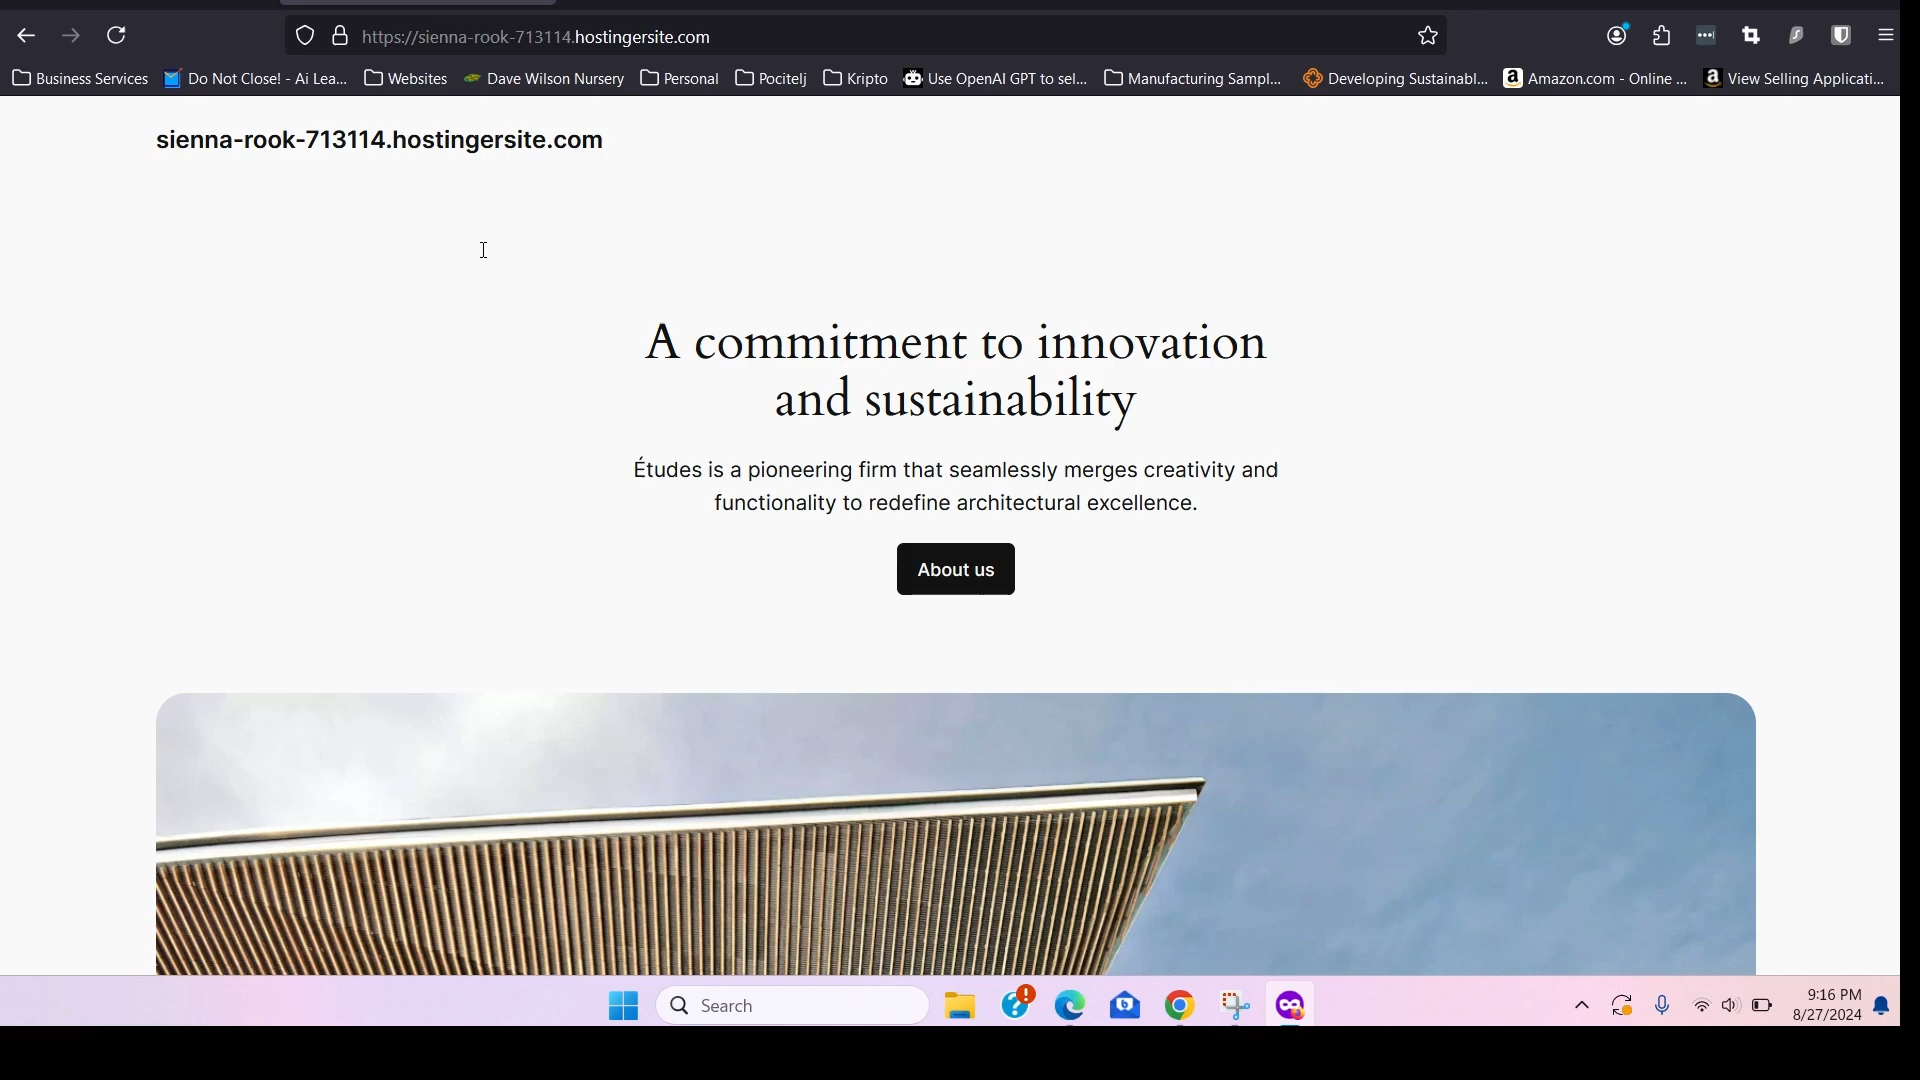 https://sienna-rook-713114.hostingersite.com
Business Services Do Not Close! - Ai Lea... Websites Dave Wilson Nursery Personal Pocitelj Kripto Use OpenAI GPT to sel... Manufacturing Sampl... Developing Sustainabl... Amazon.com - Online ... View Selling Applicati...
sienna-rook-713114.hostingersite.com
A commitment to innovation
and sustainability
Études is a pioneering firm that seamlessly merges creativity and
functionality to redefine architectural excellence.
About us
Search
9:16 PM
8/27/2024